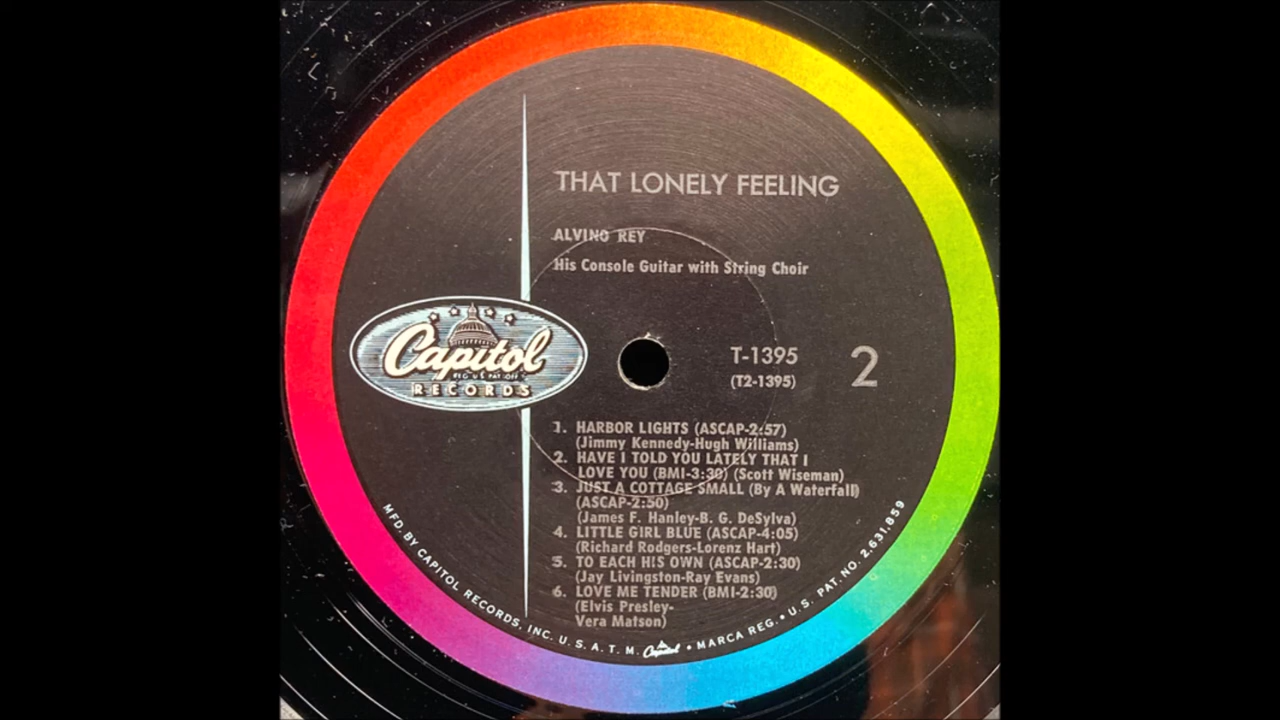 THAT LONELY FEELING
ALVINO REY
His Console Guitar with String Choir
Capitol
REG. U.S. PAT. OFF.
RECORDS
T-1395
(T2-1395)
2
1. HARBOR LIGHTS (ASCAP-2:57)
(Jimmy Kennedy-Hugh Williams)
2. HAVE I TOLD YOU LATELY THAT I
LOVE YOU (BMI-3:30) (Scott Wiseman)
3. JUST A COTTAGE SMALL (By A Waterfall)
(ASCAP-2:50)
(James F. Hanley-B. G. DeSylva)
4. LITTLE GIRL BLUE (ASCAP-4:05)
(Richard Rodgers-Lorenz Hart)
5. TO EACH HIS OWN (ASCAP-2:30)
(Jay Livingston-Ray Evans)
6. LOVE ME TENDER (BMI-2:30)
(Elvis Presley-
Vera Matson)
MFD. BY CAPITOL RECORDS, INC. U. S. A. T. M. Capitol • MARCA REG. • U. S. PAT. NO. 2,631,859